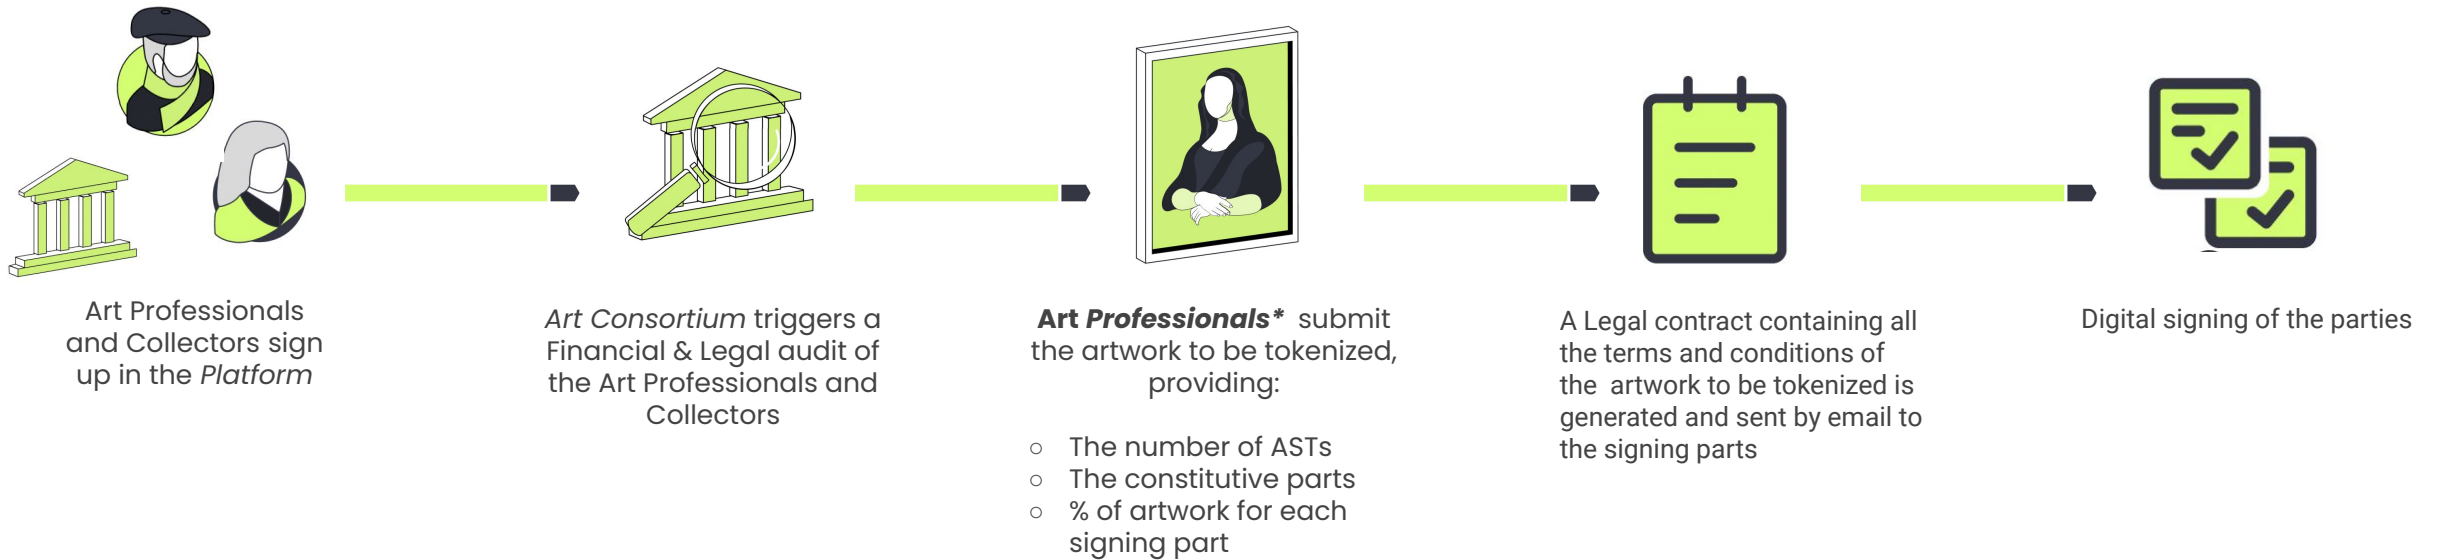 Art Professionals
and Collectors sign
up in the Platform
Art Consortium triggers a
Financial & Legal audit of
the Art Professionals and
Collectors
Art Professionals* submit
the artwork to be tokenized,
providing:
○ The number of ASTs
○ The constitutive parts
○ % of artwork for each
signing part
A Legal contract containing all
the terms and conditions of
the artwork to be tokenized is
generated and sent by email to
the signing parts
Digital signing of the parties